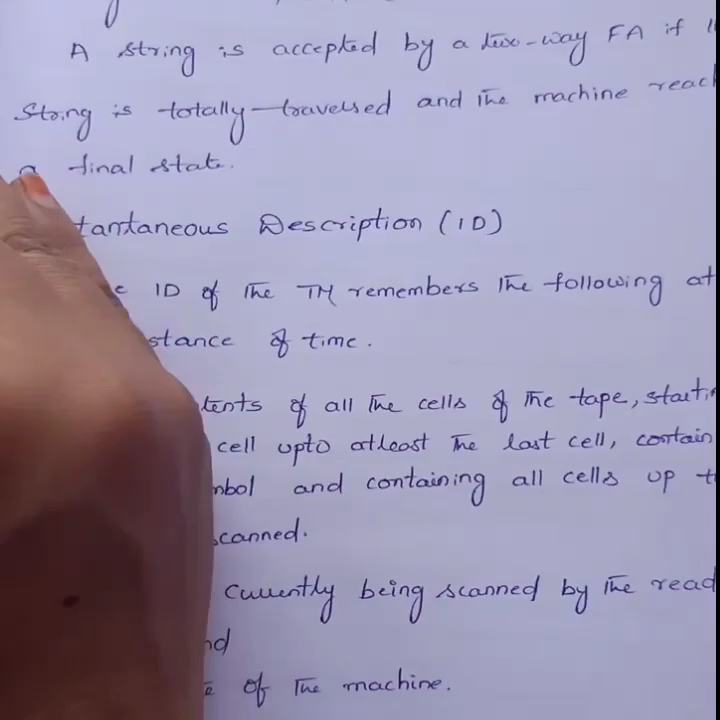 A string is accepted by a two-way FA if
string is totally-travelsed and the machine reach
a final state.
tantaneous Description (ID)
ID of the TM remembers the following at
stance of time.
tents of all the cells of the tape, starti
cell upto atleast the last cell, contain
mbol and containing all cells up t
scanned.
currently being scanned by the read
nd
e of the machine.